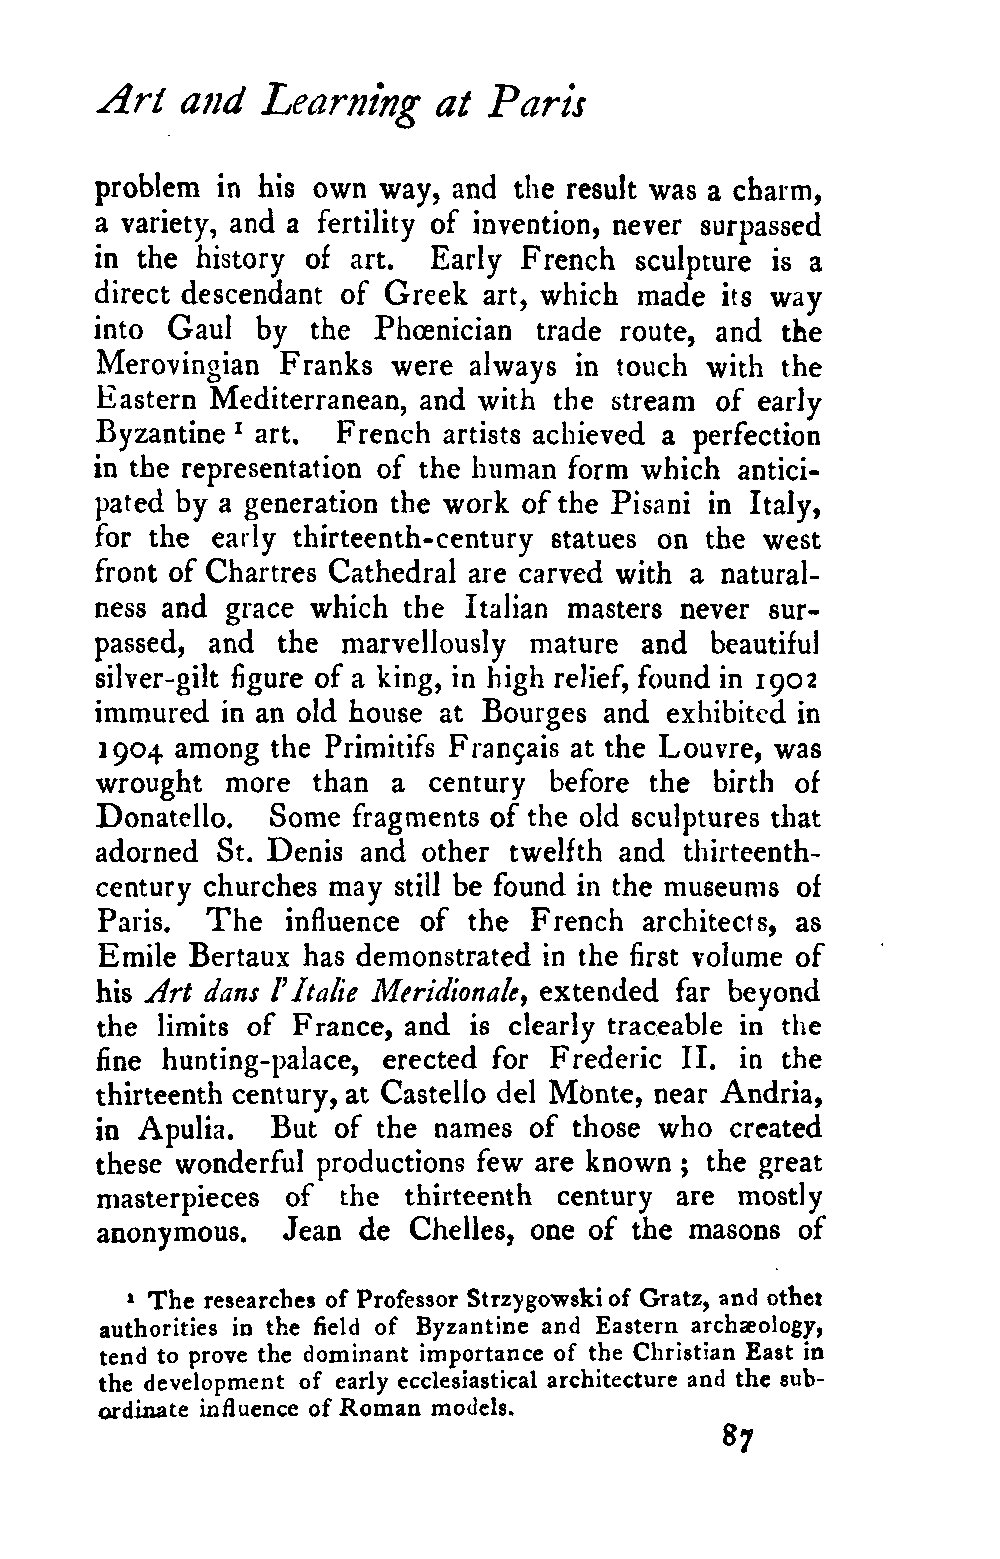 Art and Learning at Paris
problem in his own way, and the result was a charm,
a variety, and a fertility of invention, never surpassed
in the history of art. Early French sculpture is a
direct descendant of Greek art, which made its way
into Gaul by the Phœnician trade route, and the
Merovingian Franks were always in touch with the
Eastern Mediterranean, and with the stream of early
Byzantine ¹ art. French artists achieved a perfection
in the representation of the human form which antici-
pated by a generation the work of the Pisani in Italy,
for the early thirteenth-century statues on the west
front of Chartres Cathedral are carved with a natural-
ness and grace which the Italian masters never sur-
passed, and the marvellously mature and beautiful
silver-gilt figure of a king, in high relief, found in 1902
immured in an old house at Bourges and exhibited in
1904 among the Primitifs Français at the Louvre, was
wrought more than a century before the birth of
Donatello. Some fragments of the old sculptures that
adorned St. Denis and other twelfth and thirteenth-
century churches may still be found in the museums of
Paris. The influence of the French architects, as
Emile Bertaux has demonstrated in the first volume of
his Art dans l'Italie Meridionale, extended far beyond
the limits of France, and is clearly traceable in the
fine hunting-palace, erected for Frederic II. in the
thirteenth century, at Castello del Monte, near Andria,
in Apulia. But of the names of those who created
these wonderful productions few are known; the great
masterpieces of the thirteenth century are mostly
anonymous. Jean de Chelles, one of the masons of
¹ The researches of Professor Strzygowski of Gratz, and other
authorities in the field of Byzantine and Eastern archæology,
tend to prove the dominant importance of the Christian East in
the development of early ecclesiastical architecture and the sub-
ordinate influence of Roman models.
87